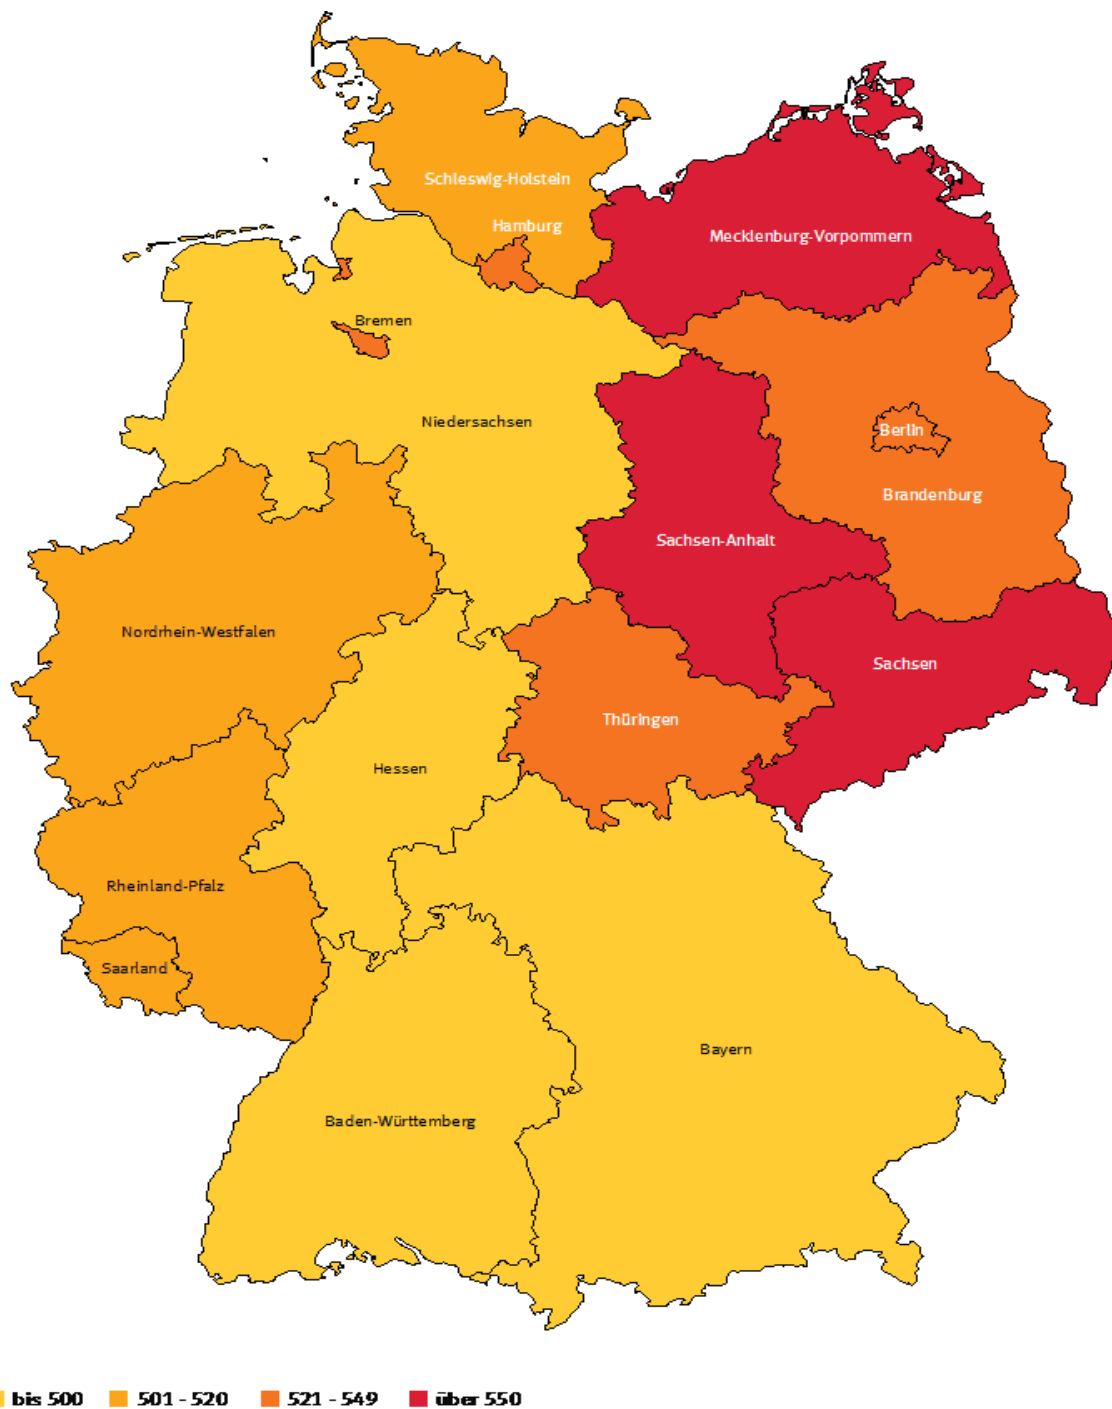 Schleswig-Holstein
Hamburg
Mecklenburg-Vorpommern
Bremen
Niedersachsen
Berlin
Brandenburg
Sachsen-Anhalt
Nordrhein-Westfalen
Sachsen
Thüringen
Hessen
Rheinland-Pfalz
Saarland
Bayern
Baden-Württemberg
bis 500 501 - 520 521 - 549 über 550